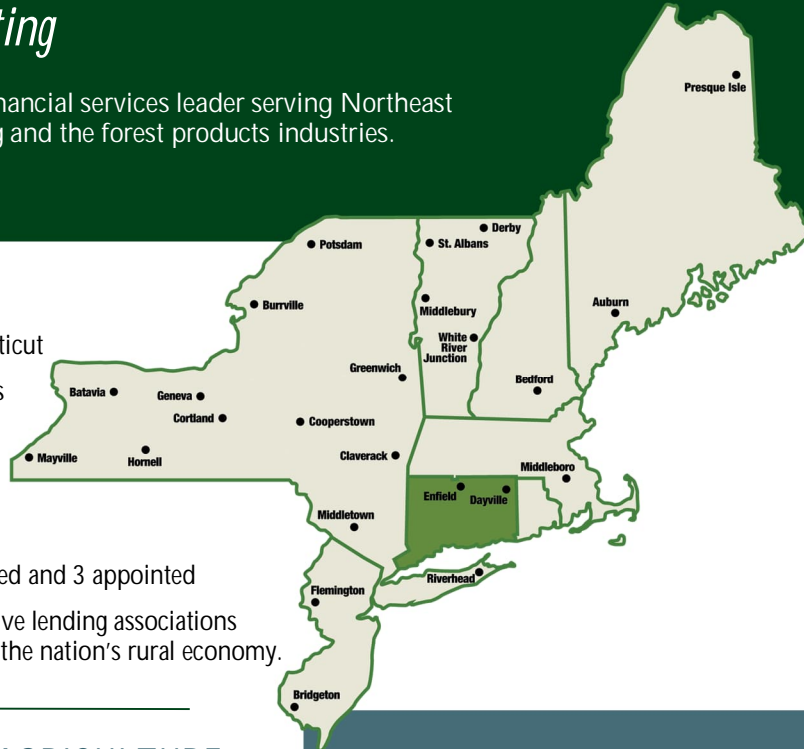 ting
nancial services leader serving Northeast
g and the forest products industries.
Presque Isle
Derby
Potsdam
St. Albans
Burrville
Middlebury
Auburn
White
River
Junction
ticut
Greenwich
Bedford
s
Batavia
Geneva
Cortland
Cooperstown
Claverack
Mayville
Hornell
Middleboro
Enfield
Dayville
Middletown
ed and 3 appointed
Riverhead
Flemington
ve lending associations
the nation's rural economy.
Bridgeton
AGRICULTURE